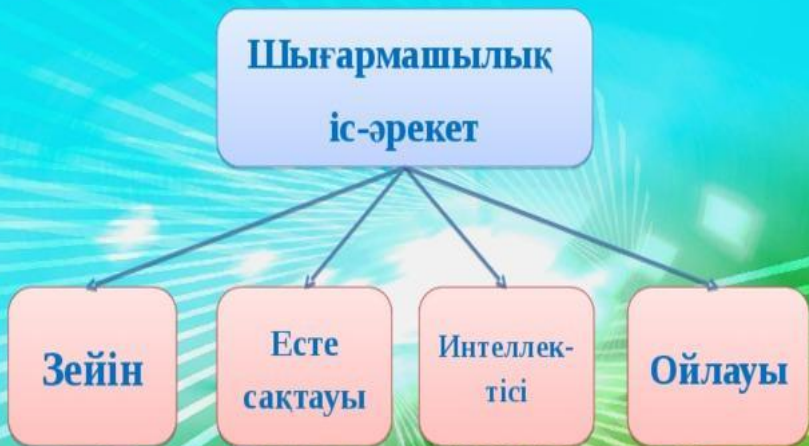 Шығармашылық
іс-әрекет
Зейін
Есте
сақтауы
Интеллек-
тісі
Ойлауы